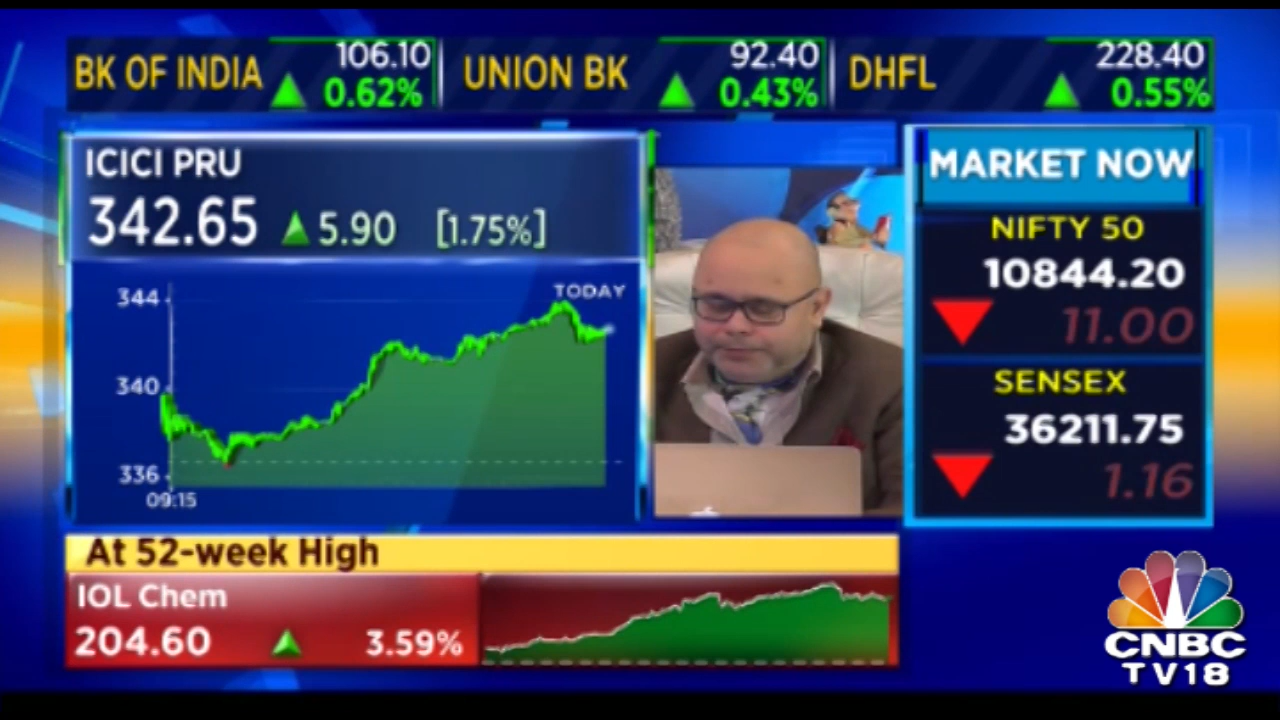 BK OF INDIA 106.10 0.62%
UNION BK 92.40 0.43%
DHFL 228.40 0.55%
ICICI PRU
342.65 5.90 [1.75%]
TODAY
344
340
336
09:15
MARKET NOW
NIFTY 50
10844.20
11.00
SENSEX
36211.75
1.16
At 52-week High
IOL Chem
204.60 3.59%
CNBC
TV18